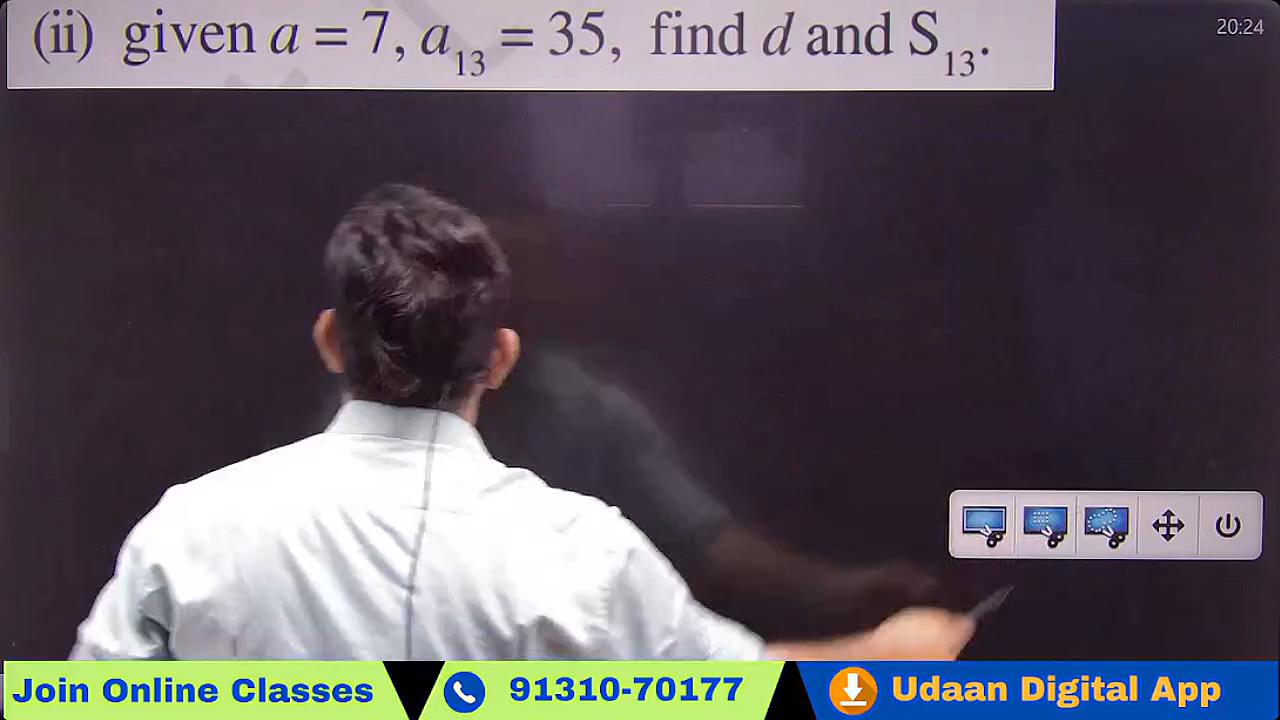 (ii) given a = 7, a₁₃ = 35, find d and S₁₃.
20:24
Join Online Classes
91310-70177
Udaan Digital App